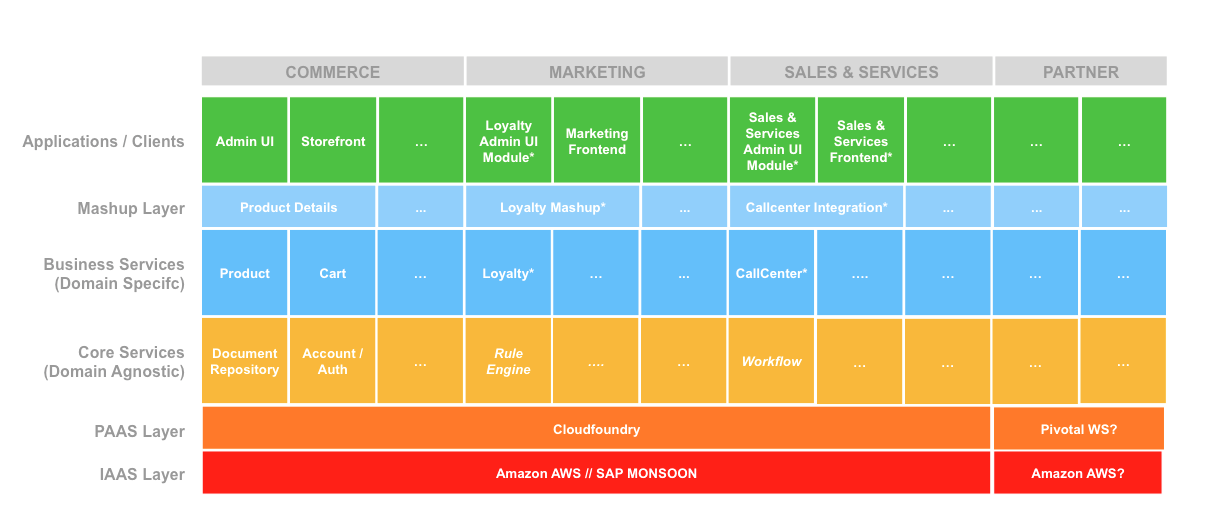 COMMERCE MARKETING SALES & SERVICES PARTNER
Applications / Clients
Admin UI
Storefront
...
Loyalty
Admin UI
Module*
Marketing
Frontend
...
Sales &
Services
Admin UI
Module*
Sales &
Services
Frontend*
...
...
...
Mashup Layer
Product Details
...
Loyalty Mashup*
...
Callcenter Integration*
...
...
...
Business Services
(Domain Specifc)
Product
Cart
...
Loyalty*
...
...
CallCenter*
....
...
...
...
Core Services
(Domain Agnostic)
Document
Repository
Account /
Auth
...
Rule
Engine
....
...
Workflow
...
...
...
...
PAAS Layer
Cloudfoundry
Pivotal WS?
IAAS Layer
Amazon AWS // SAP MONSOON
Amazon AWS?